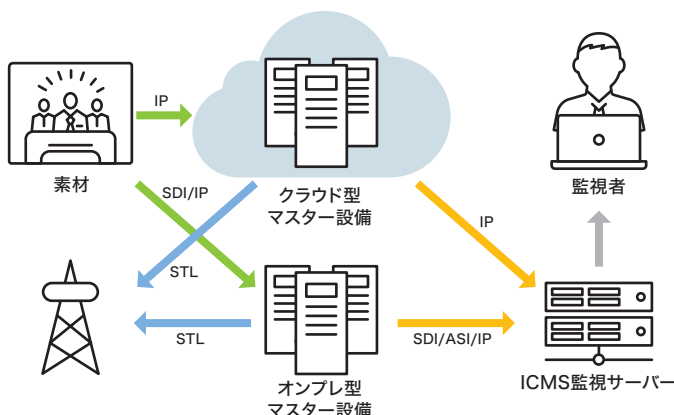 IP
素材
SDI/IP
クラウド型
マスター設備
監視者
IP
STL
STL
SDI/ASI/IP
オンプレ型
マスター設備
ICMS監視サーバー